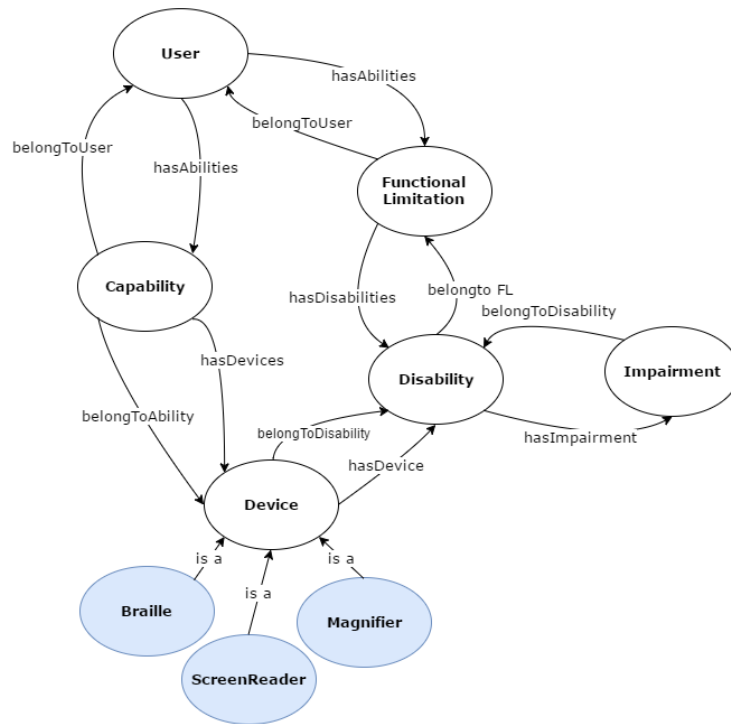 User
hasAbilities
belongToUser
belongToUser
hasAbilities
Functional
Limitation
Capability
hasDisabilities
belongto FL
belongToDisability
hasDevices
Disability
Impairment
belongToAbility
belongToDisability
hasImpairment
hasDevice
Device
is a
is a
is a
Braille
Magnifier
ScreenReader